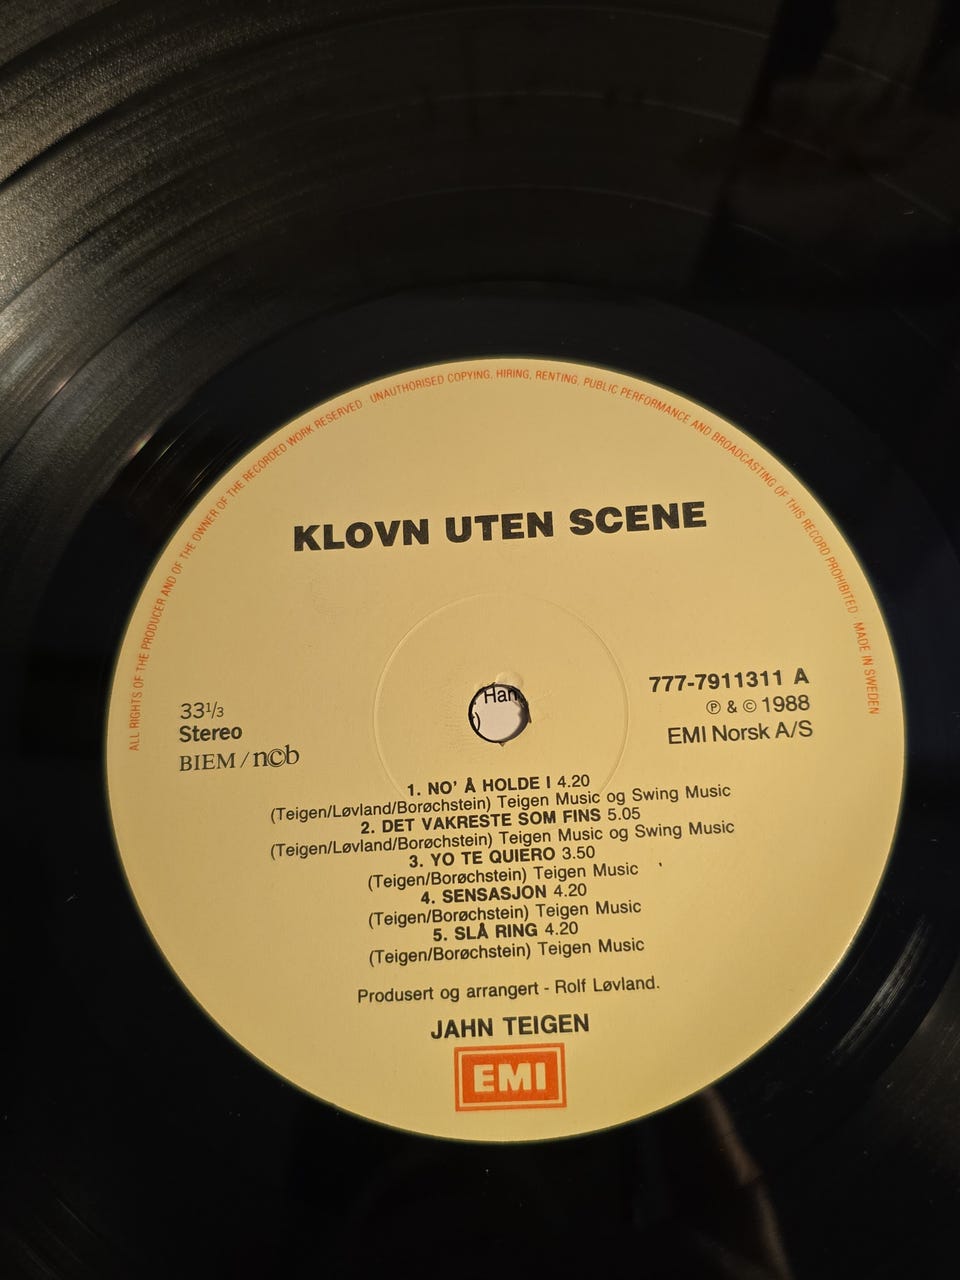 ALL RIGHTS OF THE PRODUCER AND OF THE OWNER OF THE RECORDED WORK RESERVED · UNAUTHORISED COPYING, HIRING, RENTING, PUBLIC PERFORMANCE AND BROADCASTING OF THIS RECORD PROHIBITED · MADE IN SWEDEN
KLOVN UTEN SCENE
33⅓
Stereo
BIEM/n©b
Han
777-7911311 A
℗ & © 1988
EMI Norsk A/S
1. NO' Å HOLDE I 4.20
(Teigen/Løvland/Borøchstein) Teigen Music og Swing Music
2. DET VAKRESTE SOM FINS 5.05
(Teigen/Løvland/Borøchstein) Teigen Music og Swing Music
3. YO TE QUIERO 3.50
(Teigen/Borøchstein) Teigen Music
4. SENSASJON 4.20
(Teigen/Borøchstein) Teigen Music
5. SLÅ RING 4.20
(Teigen/Borøchstein) Teigen Music
Produsert og arrangert - Rolf Løvland.
JAHN TEIGEN
EMI